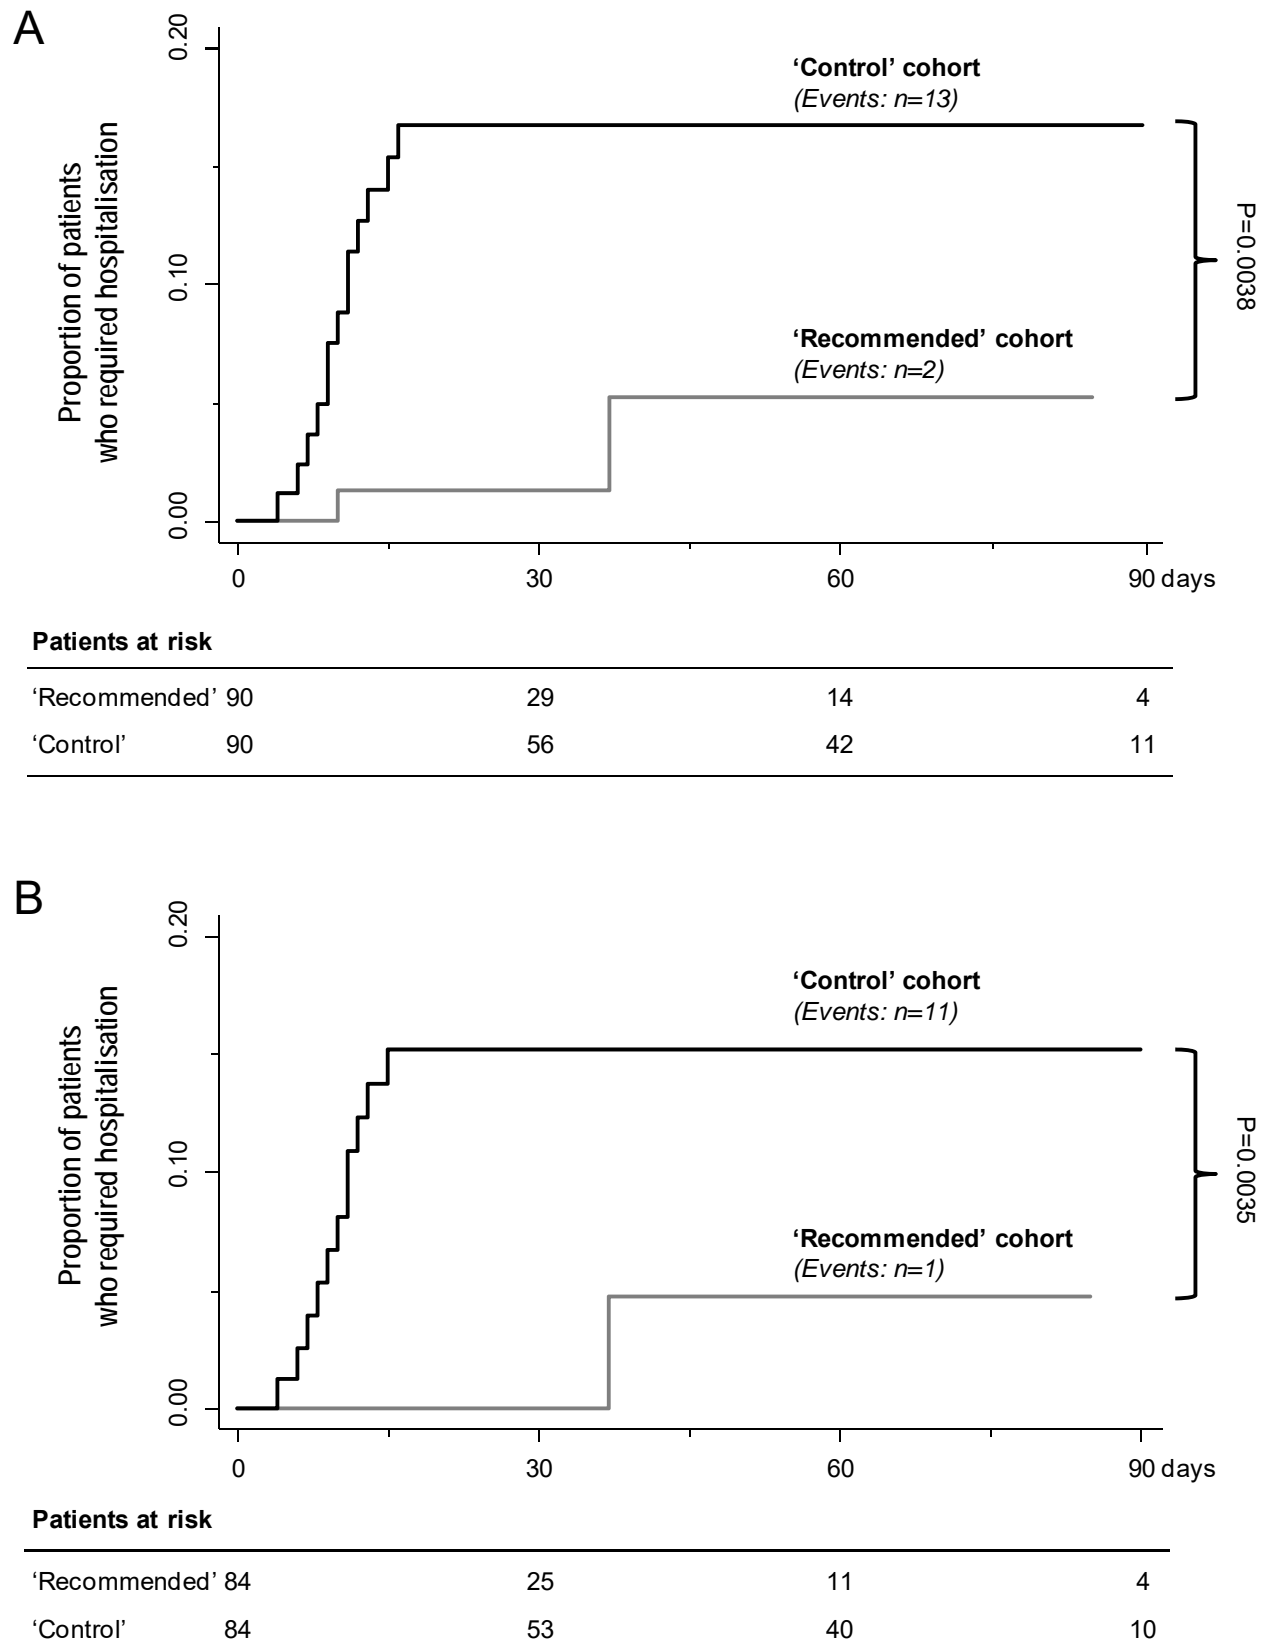 A
0.20
0.10
0.00
Proportion of patients
who required hospitalisation
‘Control’ cohort
(Events: n=13)
‘Recommended’ cohort
(Events: n=2)
P=0.0038
0 30 60 90 days
Patients at risk
‘Recommended’ 90 29 14 4
‘Control’ 90 56 42 11
B
0.20
0.10
0.00
Proportion of patients
who required hospitalisation
‘Control’ cohort
(Events: n=11)
‘Recommended’ cohort
(Events: n=1)
P=0.0035
0 30 60 90 days
Patients at risk
‘Recommended’ 84 25 11 4
‘Control’ 84 53 40 10